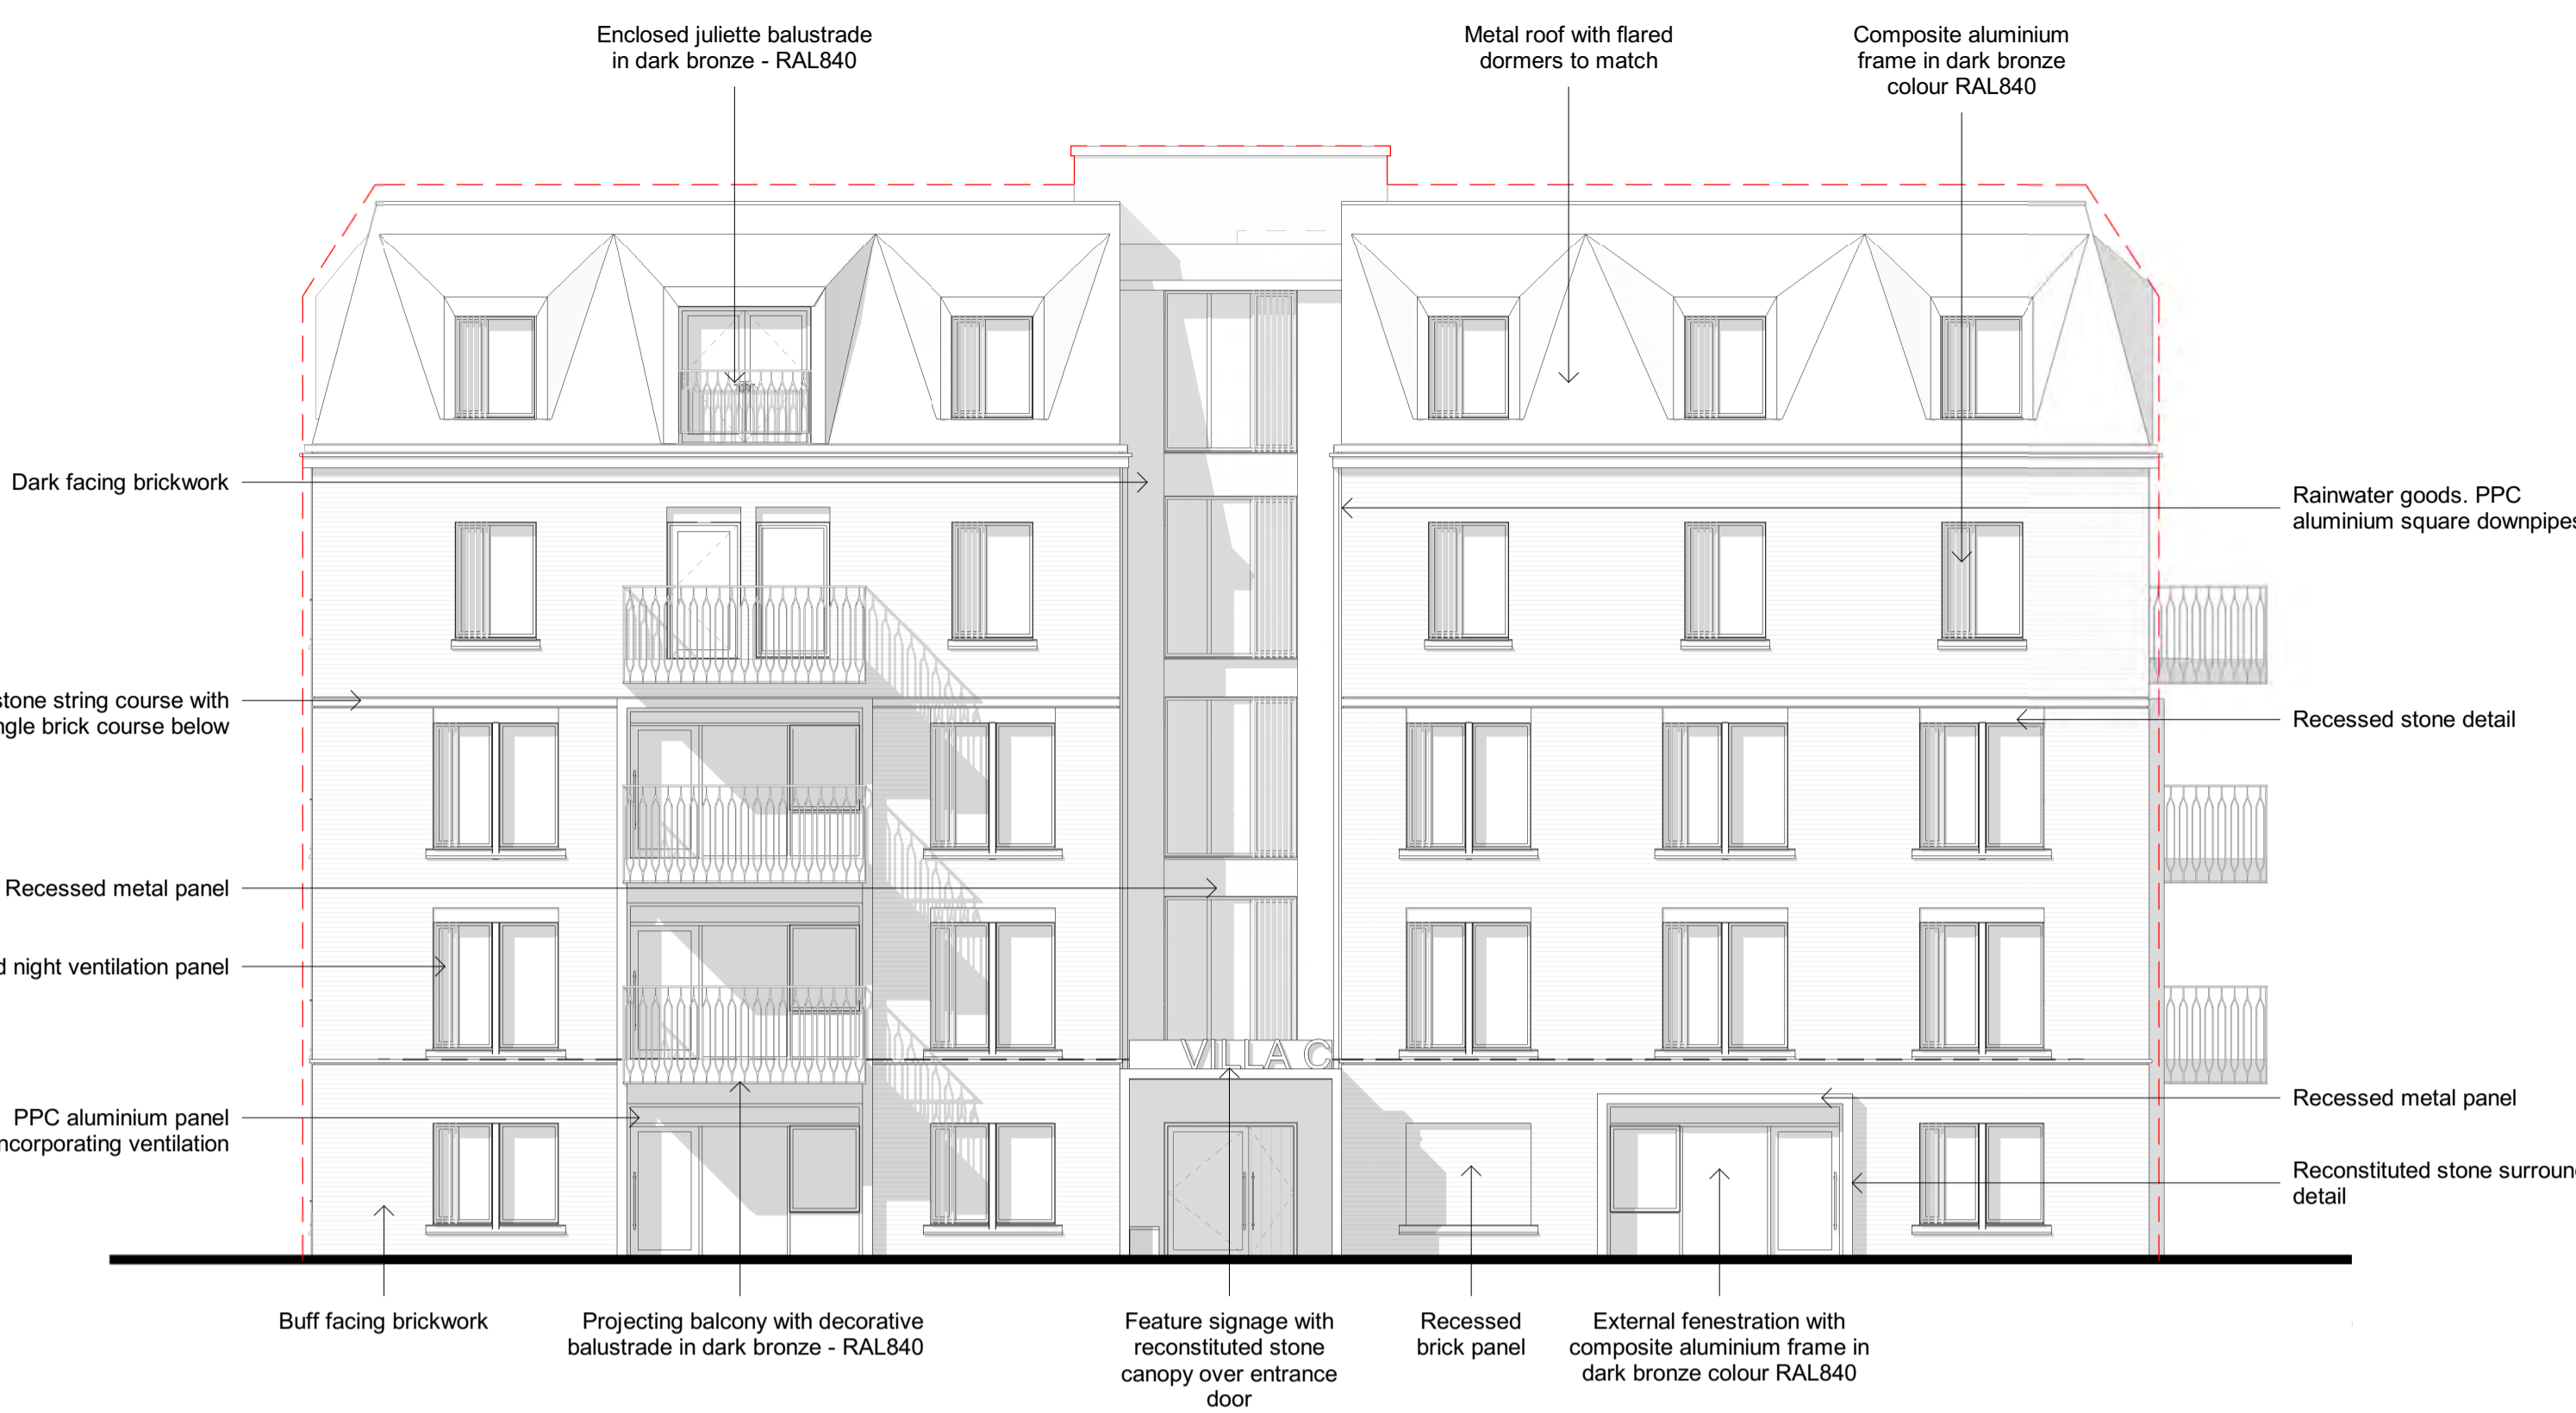 Enclosed juliette balustrade
in dark bronze - RAL840
Metal roof with flared
dormers to match
Composite aluminium
frame in dark bronze
colour RAL840
Dark facing brickwork
Rainwater goods. PPC
aluminium square downpipes
stone string course with
brick course below
Recessed stone detail
Recessed metal panel
night ventilation panel
PPC aluminium panel
ncorporating ventilation
VILLA C
Recessed metal panel
Reconstituted stone surroun
detail
Buff facing brickwork
Projecting balcony with decorative
balustrade in dark bronze - RAL840
Feature signage with
reconstituted stone
canopy over entrance
door
Recessed
brick panel
External fenestration with
composite aluminium frame in
dark bronze colour RAL840